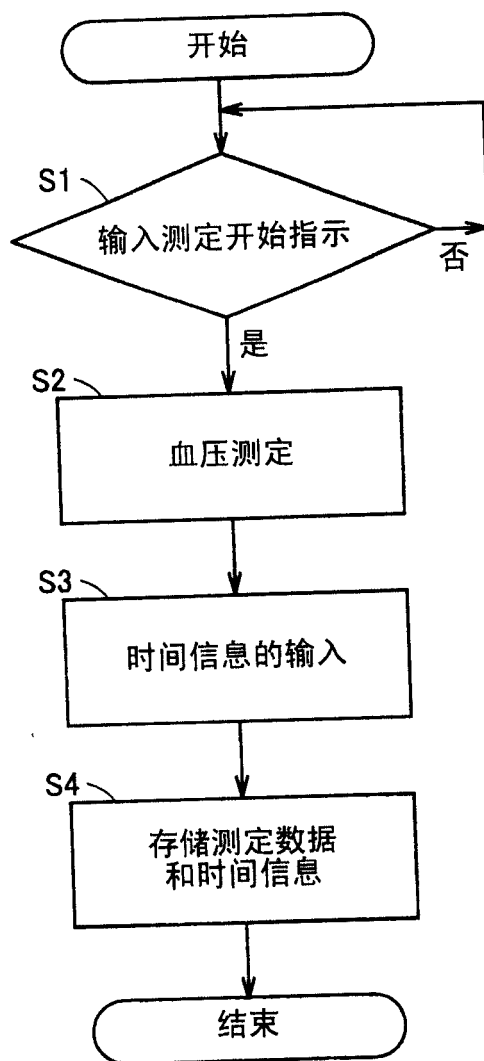 开始
S1
输入测定开始指示
否
是
S2
血压测定
S3
时间信息的输入
S4
存储测定数据
和时间信息
结束